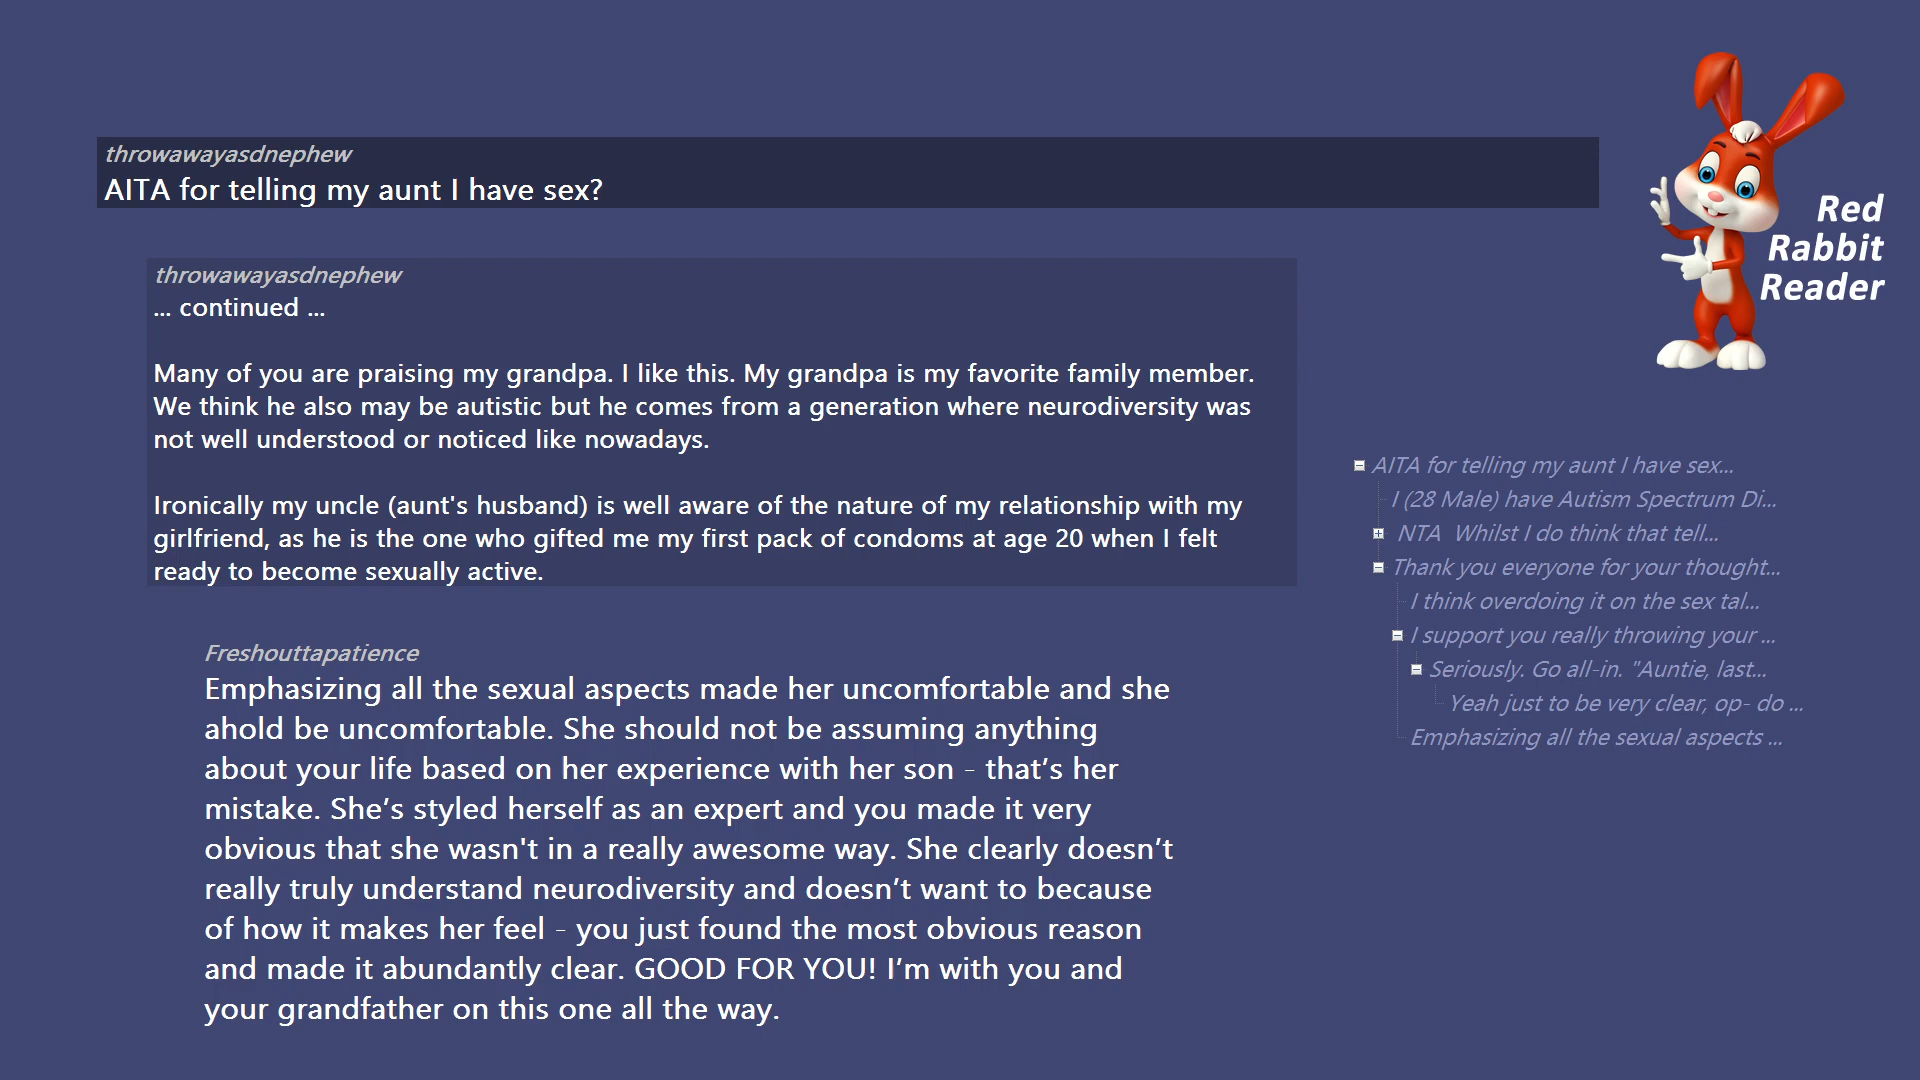 throwawayasdnephew
AITA for telling my aunt I have sex?
throwawayasdnephew
... continued ...
Many of you are praising my grandpa. I like this. My grandpa is my favorite family member.
We think he also may be autistic but he comes from a generation where neurodiversity was
not well understood or noticed like nowadays.
Ironically my uncle (aunt's husband) is well aware of the nature of my relationship with my
girlfriend, as he is the one who gifted me my first pack of condoms at age 20 when I felt
ready to become sexually active.
Freshouttapatience
Emphasizing all the sexual aspects made her uncomfortable and she
ahold be uncomfortable. She should not be assuming anything
about your life based on her experience with her son - that’s her
mistake. She’s styled herself as an expert and you made it very
obvious that she wasn't in a really awesome way. She clearly doesn’t
really truly understand neurodiversity and doesn’t want to because
of how it makes her feel - you just found the most obvious reason
and made it abundantly clear. GOOD FOR YOU! I’m with you and
your grandfather on this one all the way.
Red
Rabbit
Reader
AITA for telling my aunt I have sex...
I (28 Male) have Autism Spectrum Di...
NTA  Whilst I do think that tell...
Thank you everyone for your thought...
I think overdoing it on the sex tal...
I support you really throwing your ...
Seriously. Go all-in. "Auntie, last...
Yeah just to be very clear, op- do ...
Emphasizing all the sexual aspects ...